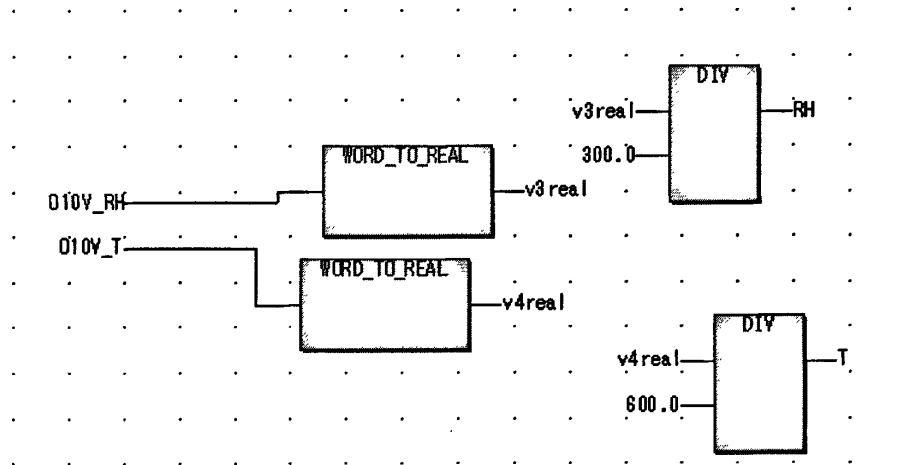 DIV
v3real
RH
300.0
WORD_TO_REAL
v3real
010V_RH
010V_T
WORD_TO_REAL
v4real
DIV
v4real
T
600.0